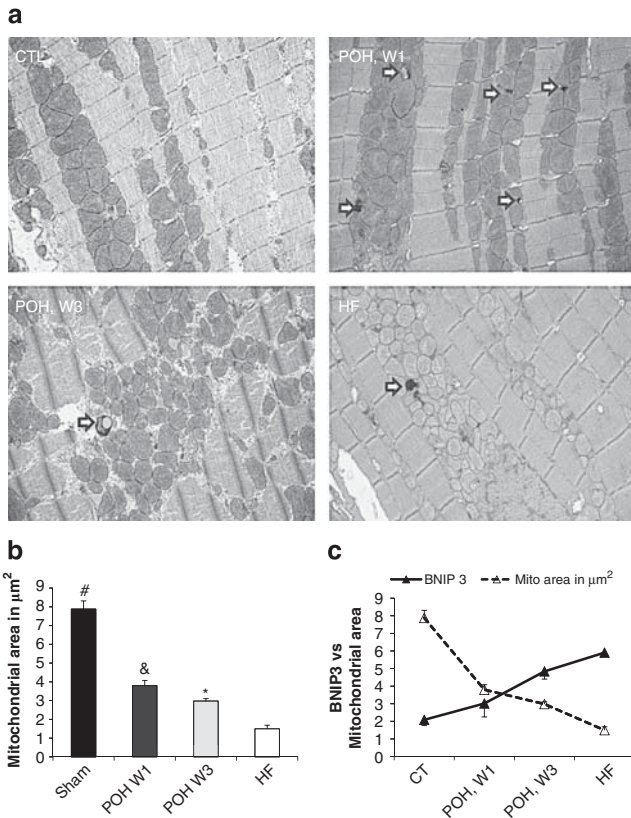 a
CTL
POH, W1
POH, W3
HF
b
Mitochondrial area in µm²
9
8
7
6
5
4
3
2
1
0
#
&
*
Sham
POH W1
POH W3
HF
c
BNIP 3
Mito area in µm²
BNIP3 vs
Mitochondrial area
9
8
7
6
5
4
3
2
1
0
CT
POH, W1
POH, W3
HF